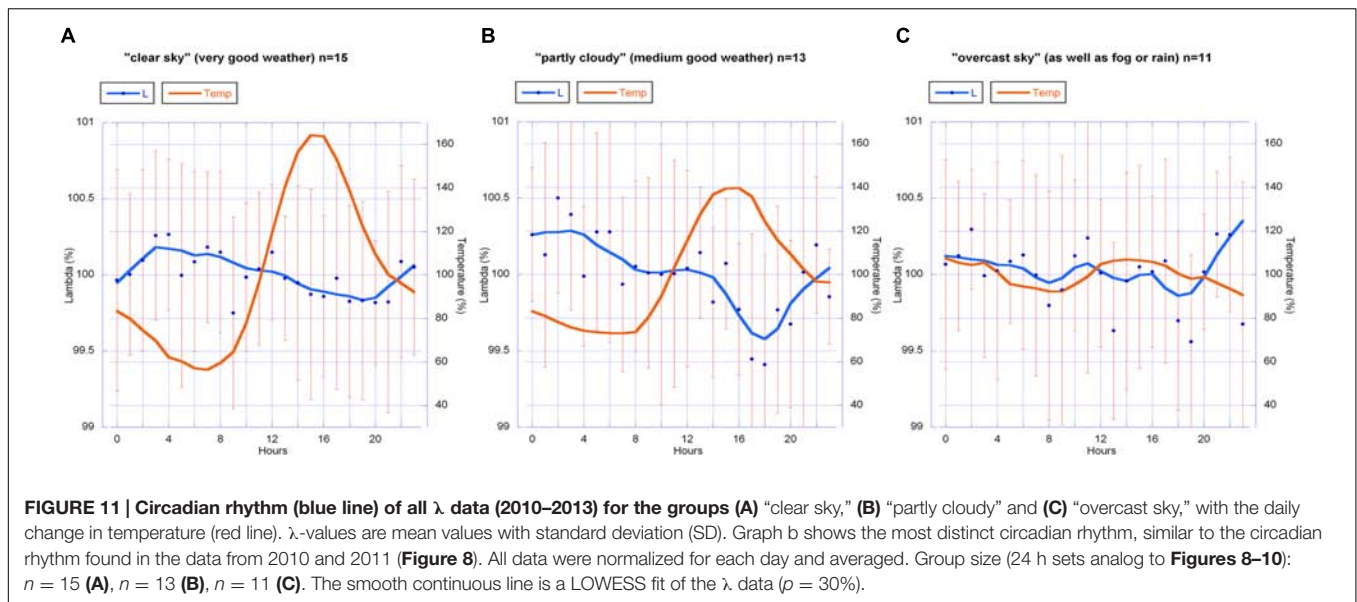 A
"clear sky" (very good weather) n=15
L
Temp
101
100.5
100
99.5
99
Lambda (%)
160
140
120
100
80
60
40
Temperature (%)
0 4 8 12 16 20
Hours
B
"partly cloudy" (medium good weather) n=13
L
Temp
101
100.5
100
99.5
99
Lambda (%)
160
140
120
100
80
60
40
Temperature (%)
0 4 8 12 16 20
Hours
C
"overcast sky" (as well as fog or rain) n=11
L
Temp
101
100.5
100
99.5
99
Lambda (%)
160
140
120
100
80
60
40
Temperature (%)
0 4 8 12 16 20
Hours
FIGURE 11 | Circadian rhythm (blue line) of all λ data (2010–2013) for the groups (A) “clear sky,” (B) “partly cloudy” and (C) “overcast sky,” with the daily
change in temperature (red line). λ-values are mean values with standard deviation (SD). Graph b shows the most distinct circadian rhythm, similar to the circadian
rhythm found in the data from 2010 and 2011 (Figure 8). All data were normalized for each day and averaged. Group size (24 h sets analog to Figures 8–10):
n = 15 (A), n = 13 (B), n = 11 (C). The smooth continuous line is a LOWESS fit of the λ data (p = 30%).